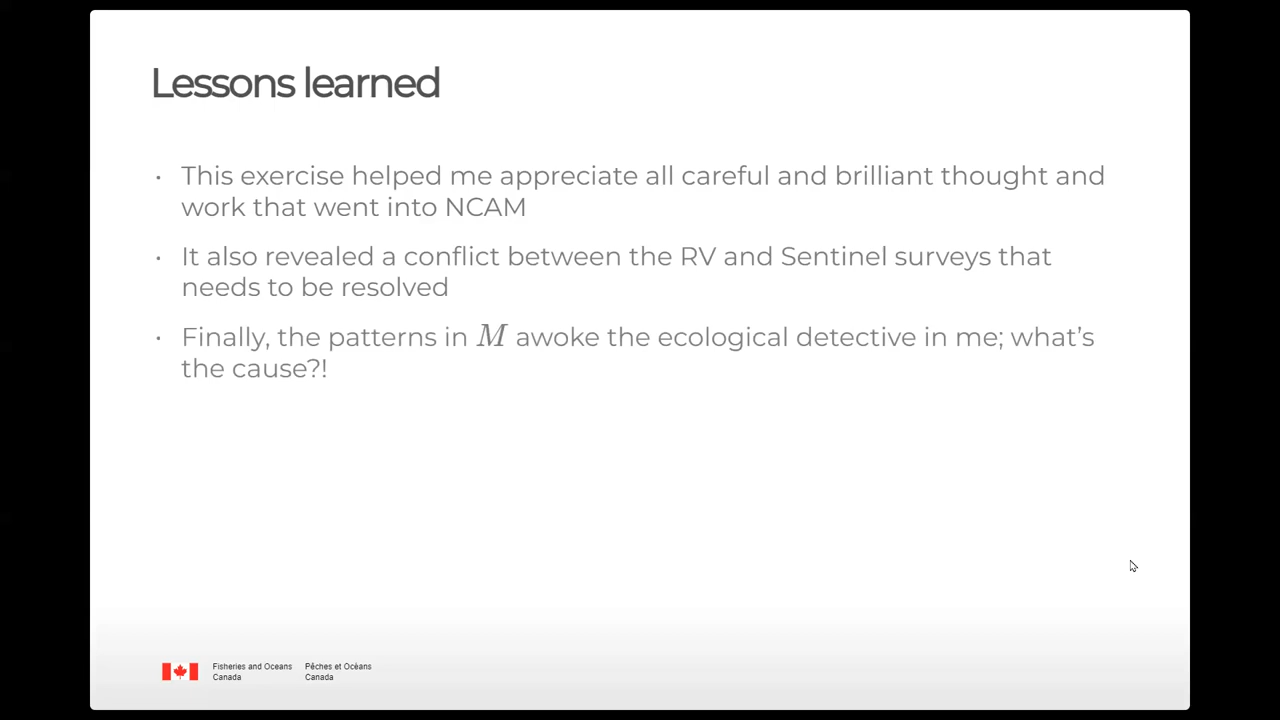 Lessons learned
· This exercise helped me appreciate all careful and brilliant thought and
work that went into NCAM
· It also revealed a conflict between the RV and Sentinel surveys that
needs to be resolved
· Finally, the patterns in M awoke the ecological detective in me; what's
the cause?!
Fisheries and Oceans Pêches et Océans
Canada Canada